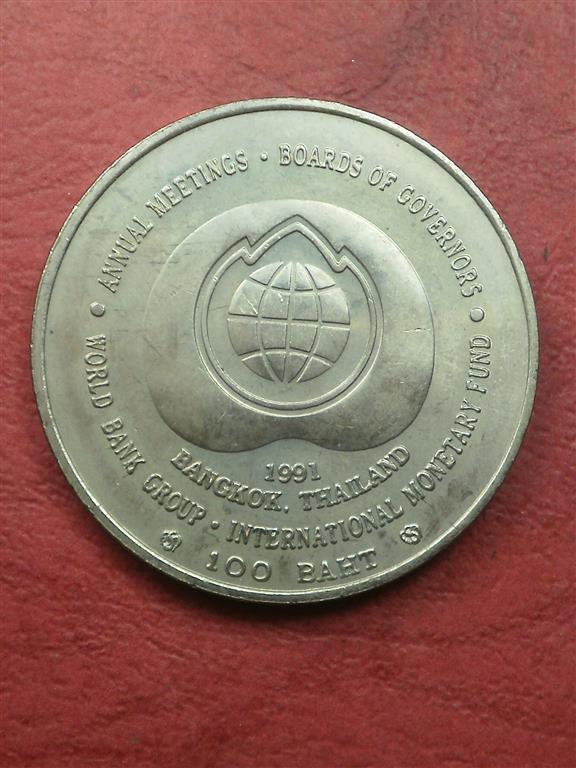 ANNUAL MEETINGS · BOARDS OF GOVERNORS
WORLD BANK GROUP · INTERNATIONAL MONETARY FUND
1991
BANGKOK, THAILAND
100 BAHT